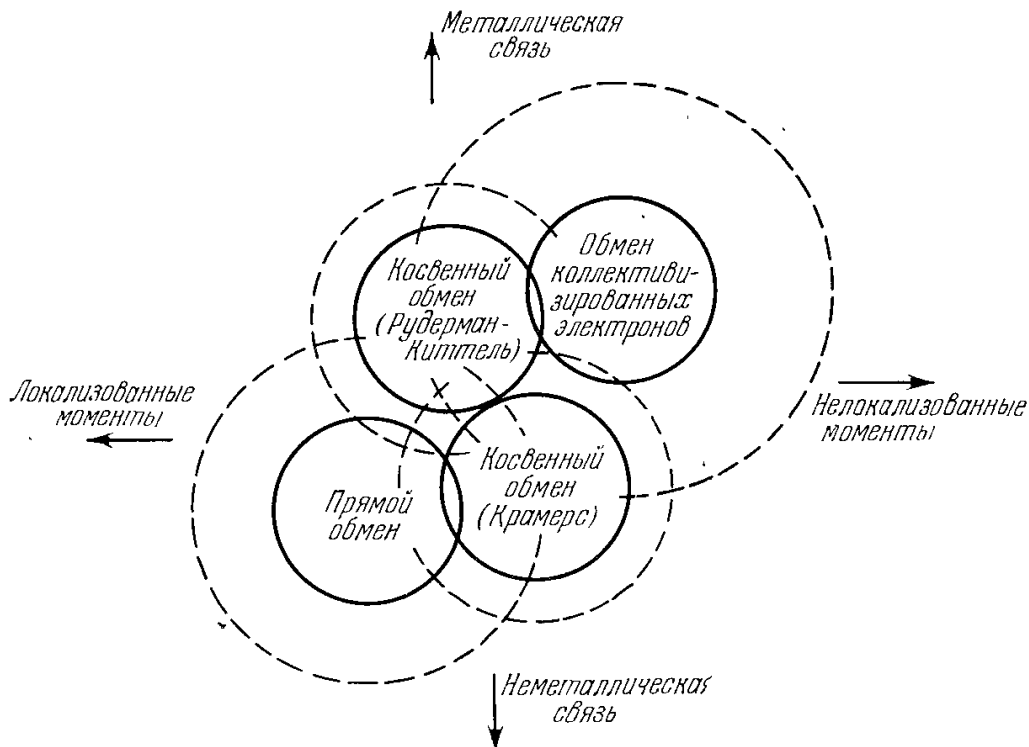 Металлическая
связь
Косвенный
обмен
(Рудерман-
Киттель)
Обмен
коллективи-
зированных
электронов
Локализованные
моменты
Нелокализованные
моменты
Прямой
обмен
Косвенный
обмен
(Крамерс)
Неметаллическая
связь